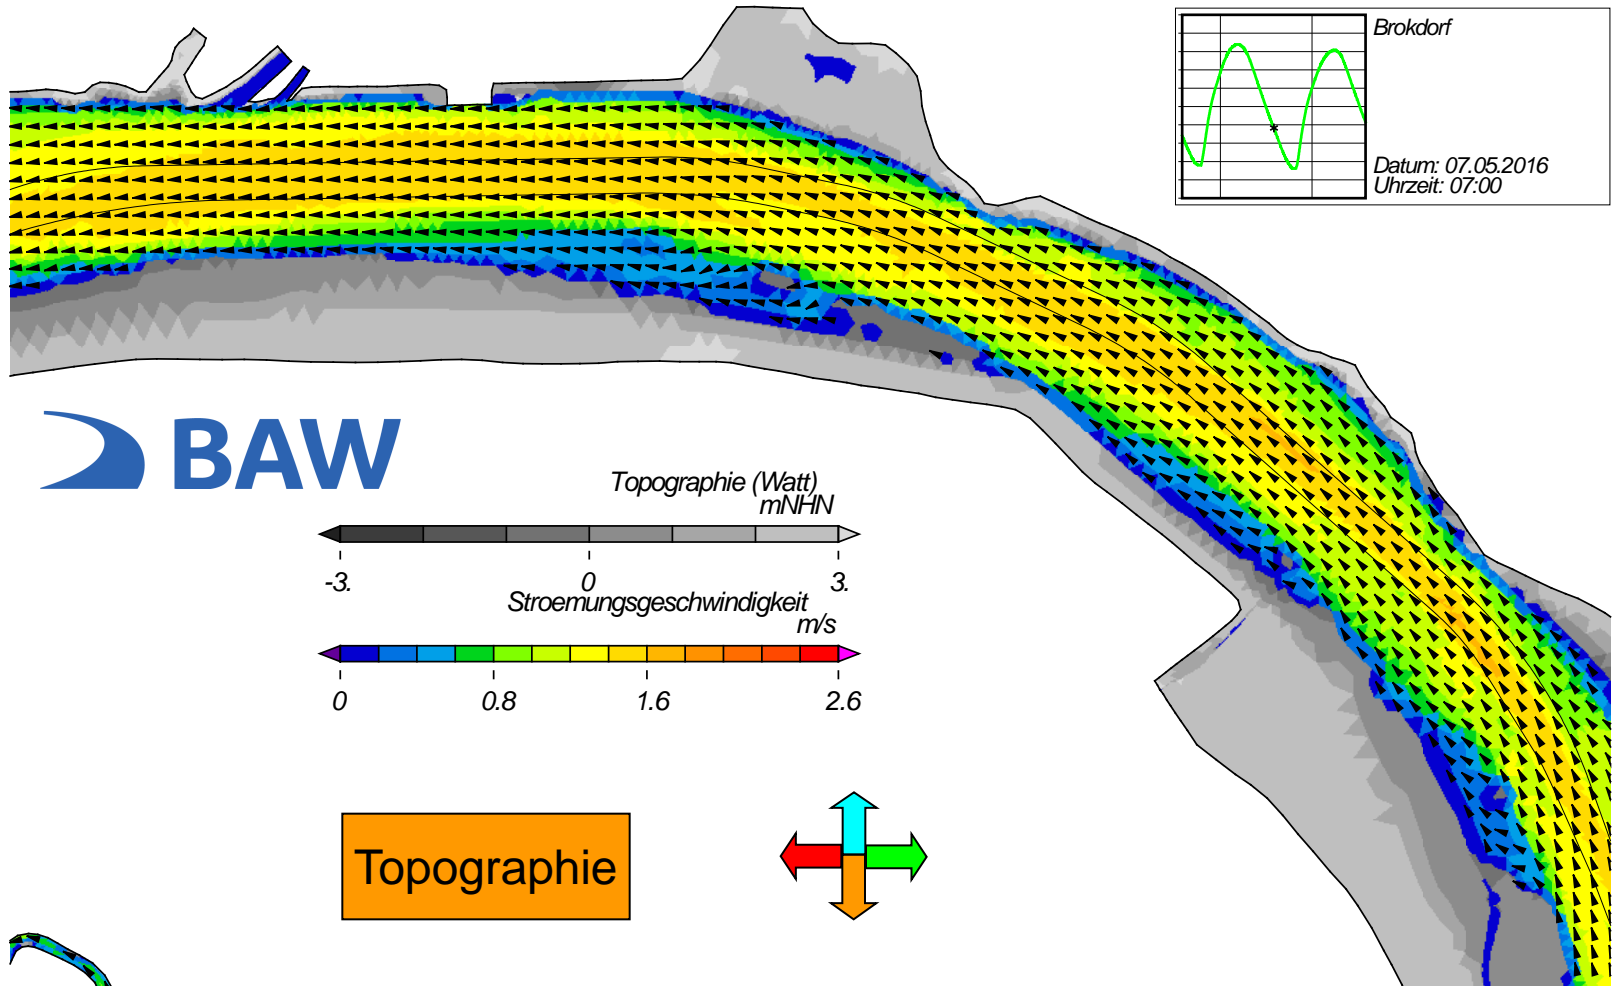 Brokdorf
Datum: 07.05.2016
Uhrzeit: 07:00
BAW
Topographie (Watt)
mNHN
-3. 0 3.
Stroemungsgeschwindigkeit
m/s
0 0.8 1.6 2.6
Topographie